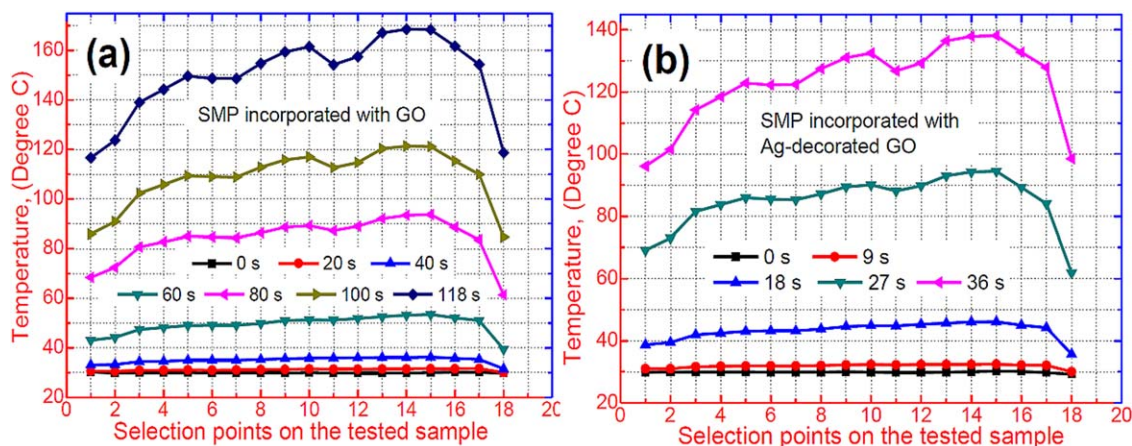 (a)
SMP incorporated with GO
0 s 20 s 40 s
60 s 80 s 100 s 118 s
Temperature, (Degree C)
160
140
120
100
80
60
40
20
0 2 4 6 8 10 12 14 16 18 20
Selection points on the tested sample
(b)
SMP incorporated with
Ag-decorated GO
0 s 9 s
18 s 27 s 36 s
Temperature, (Degree C)
140
120
100
80
60
40
20
0 2 4 6 8 10 12 14 16 18 20
Selection points on the tested sample